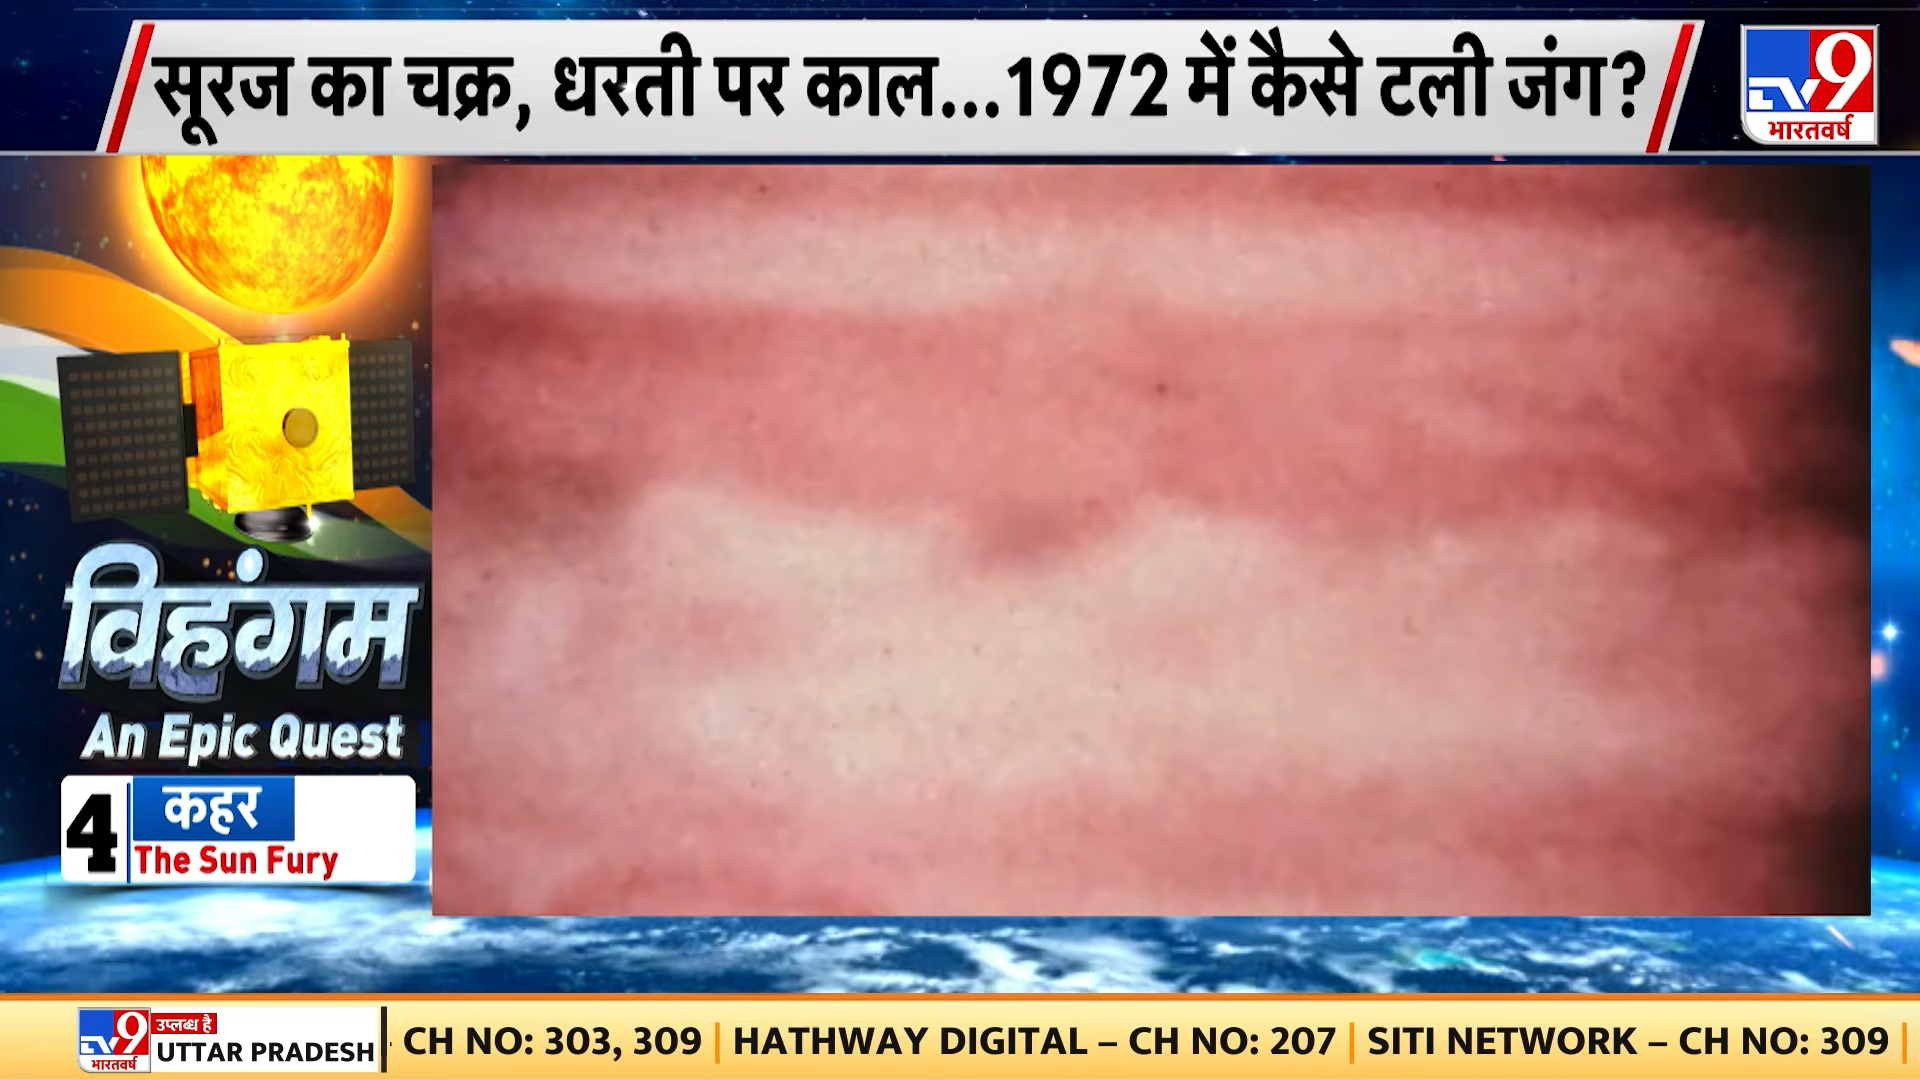 सूरज का चक्र, धरती पर काल...1972 में कैसे टली जंग?
TV9
भारतवर्ष
विहंगम
An Epic Quest
4
कहर
The Sun Fury
TV9
भारतवर्ष
उपलब्ध है
UTTAR PRADESH
CH NO: 303, 309 | HATHWAY DIGITAL – CH NO: 207 | SITI NETWORK – CH NO: 309 |